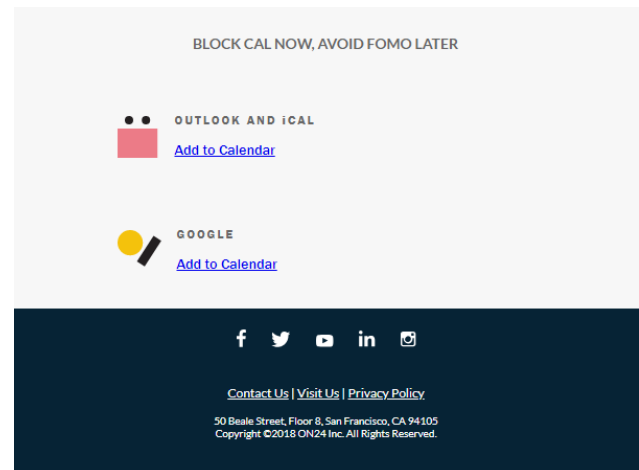 BLOCK CAL NOW, AVOID FOMO LATER
OUTLOOK AND iCAL
Add to Calendar
GOOGLE
Add to Calendar
Contact Us | Visit Us | Privacy Policy
50 Beale Street, Floor 8, San Francisco, CA 94105
Copyright ©2018 ON24 Inc. All Rights Reserved.